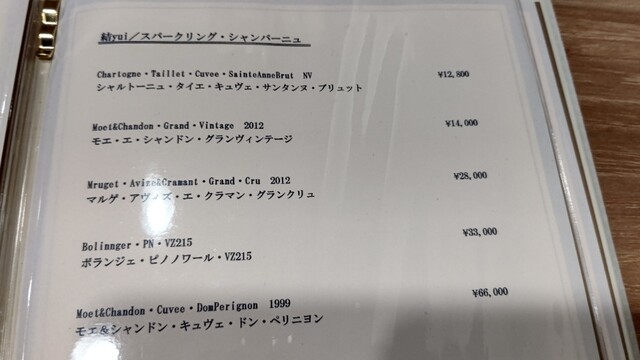 結yui／スパークリング・シャンパーニュ
Chartogne・Taillet・Cuvee・SainteAnneBrut NV ¥12,800
シャルトーニュ・タイエ・キュヴェ・サンタンヌ・ブリュット
Moet&Chandon・Grand・Vintage 2012 ¥14,000
モエ・エ・シャンドン・グランヴィンテージ
Mruget・Avize&Cramant・Grand・Cru 2012 ¥28,000
マルゲ・アヴィズ・エ・クラマン・グランクリュ
Bolinnger・PN・VZ215 ¥33,000
ボランジェ・ピノノワール・VZ215
Moet&Chandon・Cuvee・DomPerignon 1999 ¥66,000
モエ&シャンドン・キュヴェ・ドン・ペリニヨン